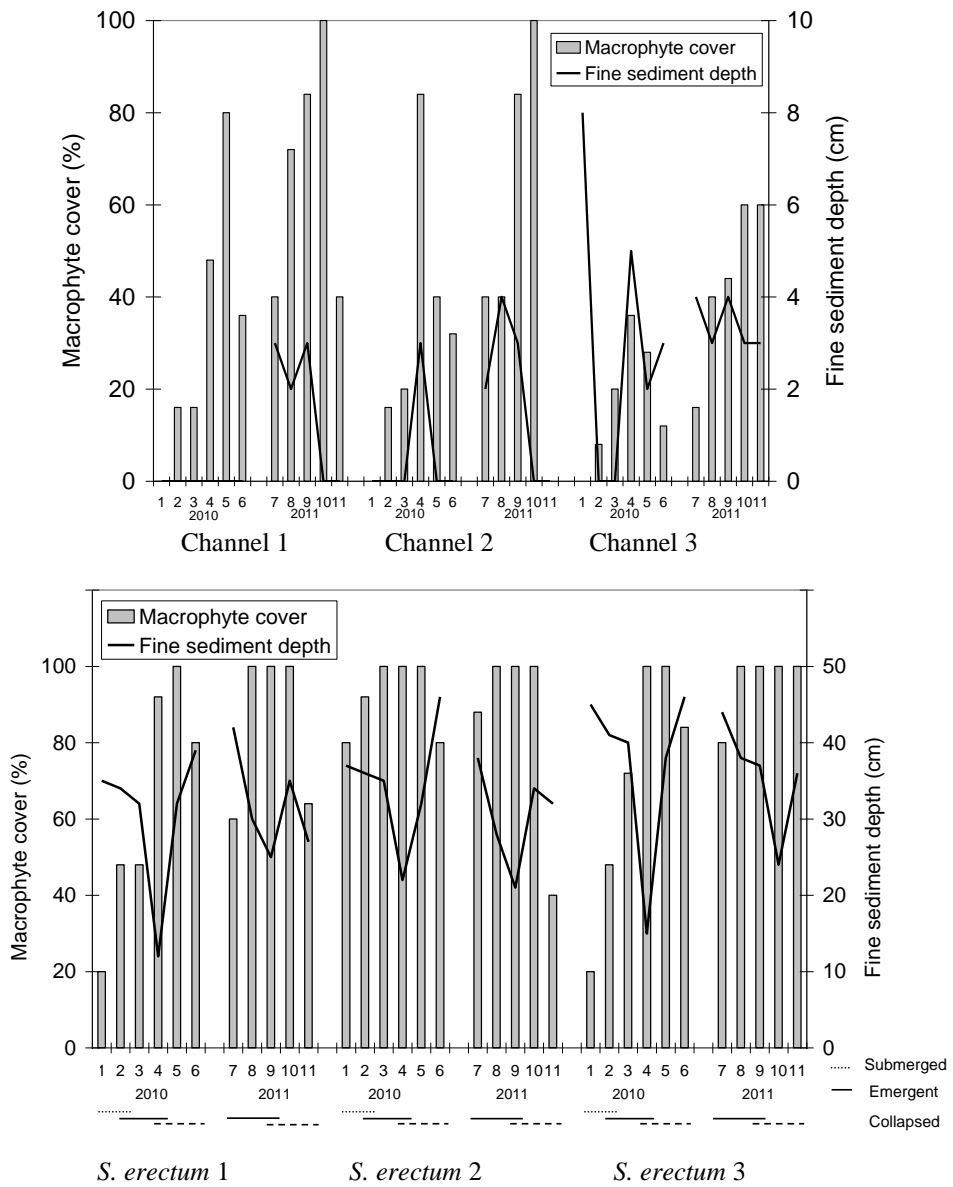 100
80
60
40
20
0
Macrophyte cover (%)
Macrophyte cover
Fine sediment depth
10
8
6
4
2
0
Fine sediment depth (cm)
1 2 3 4 5 6 7 8 9 10 11 1 2 3 4 5 6 7 8 9 10 11 1 2 3 4 5 6 7 8 9 10 11
2010 2011 2010 2011 2010 2011
Channel 1 Channel 2 Channel 3
Macrophyte cover
Fine sediment depth
100
80
60
40
20
0
Macrophyte cover (%)
50
40
30
20
10
0
Fine sediment depth (cm)
1 2 3 4 5 6 7 8 9 10 11 1 2 3 4 5 6 7 8 9 10 11 1 2 3 4 5 6 7 8 9 10 11
2010 2011 2010 2011 2010 2011
Submerged
Emergent
Collapsed
S. erectum 1 S. erectum 2 S. erectum 3